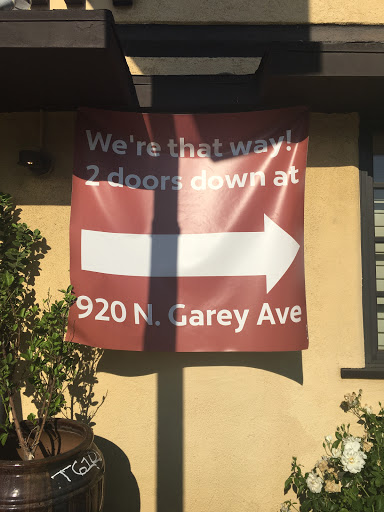 We're that way!
2 doors down at
920 N. Garey Ave